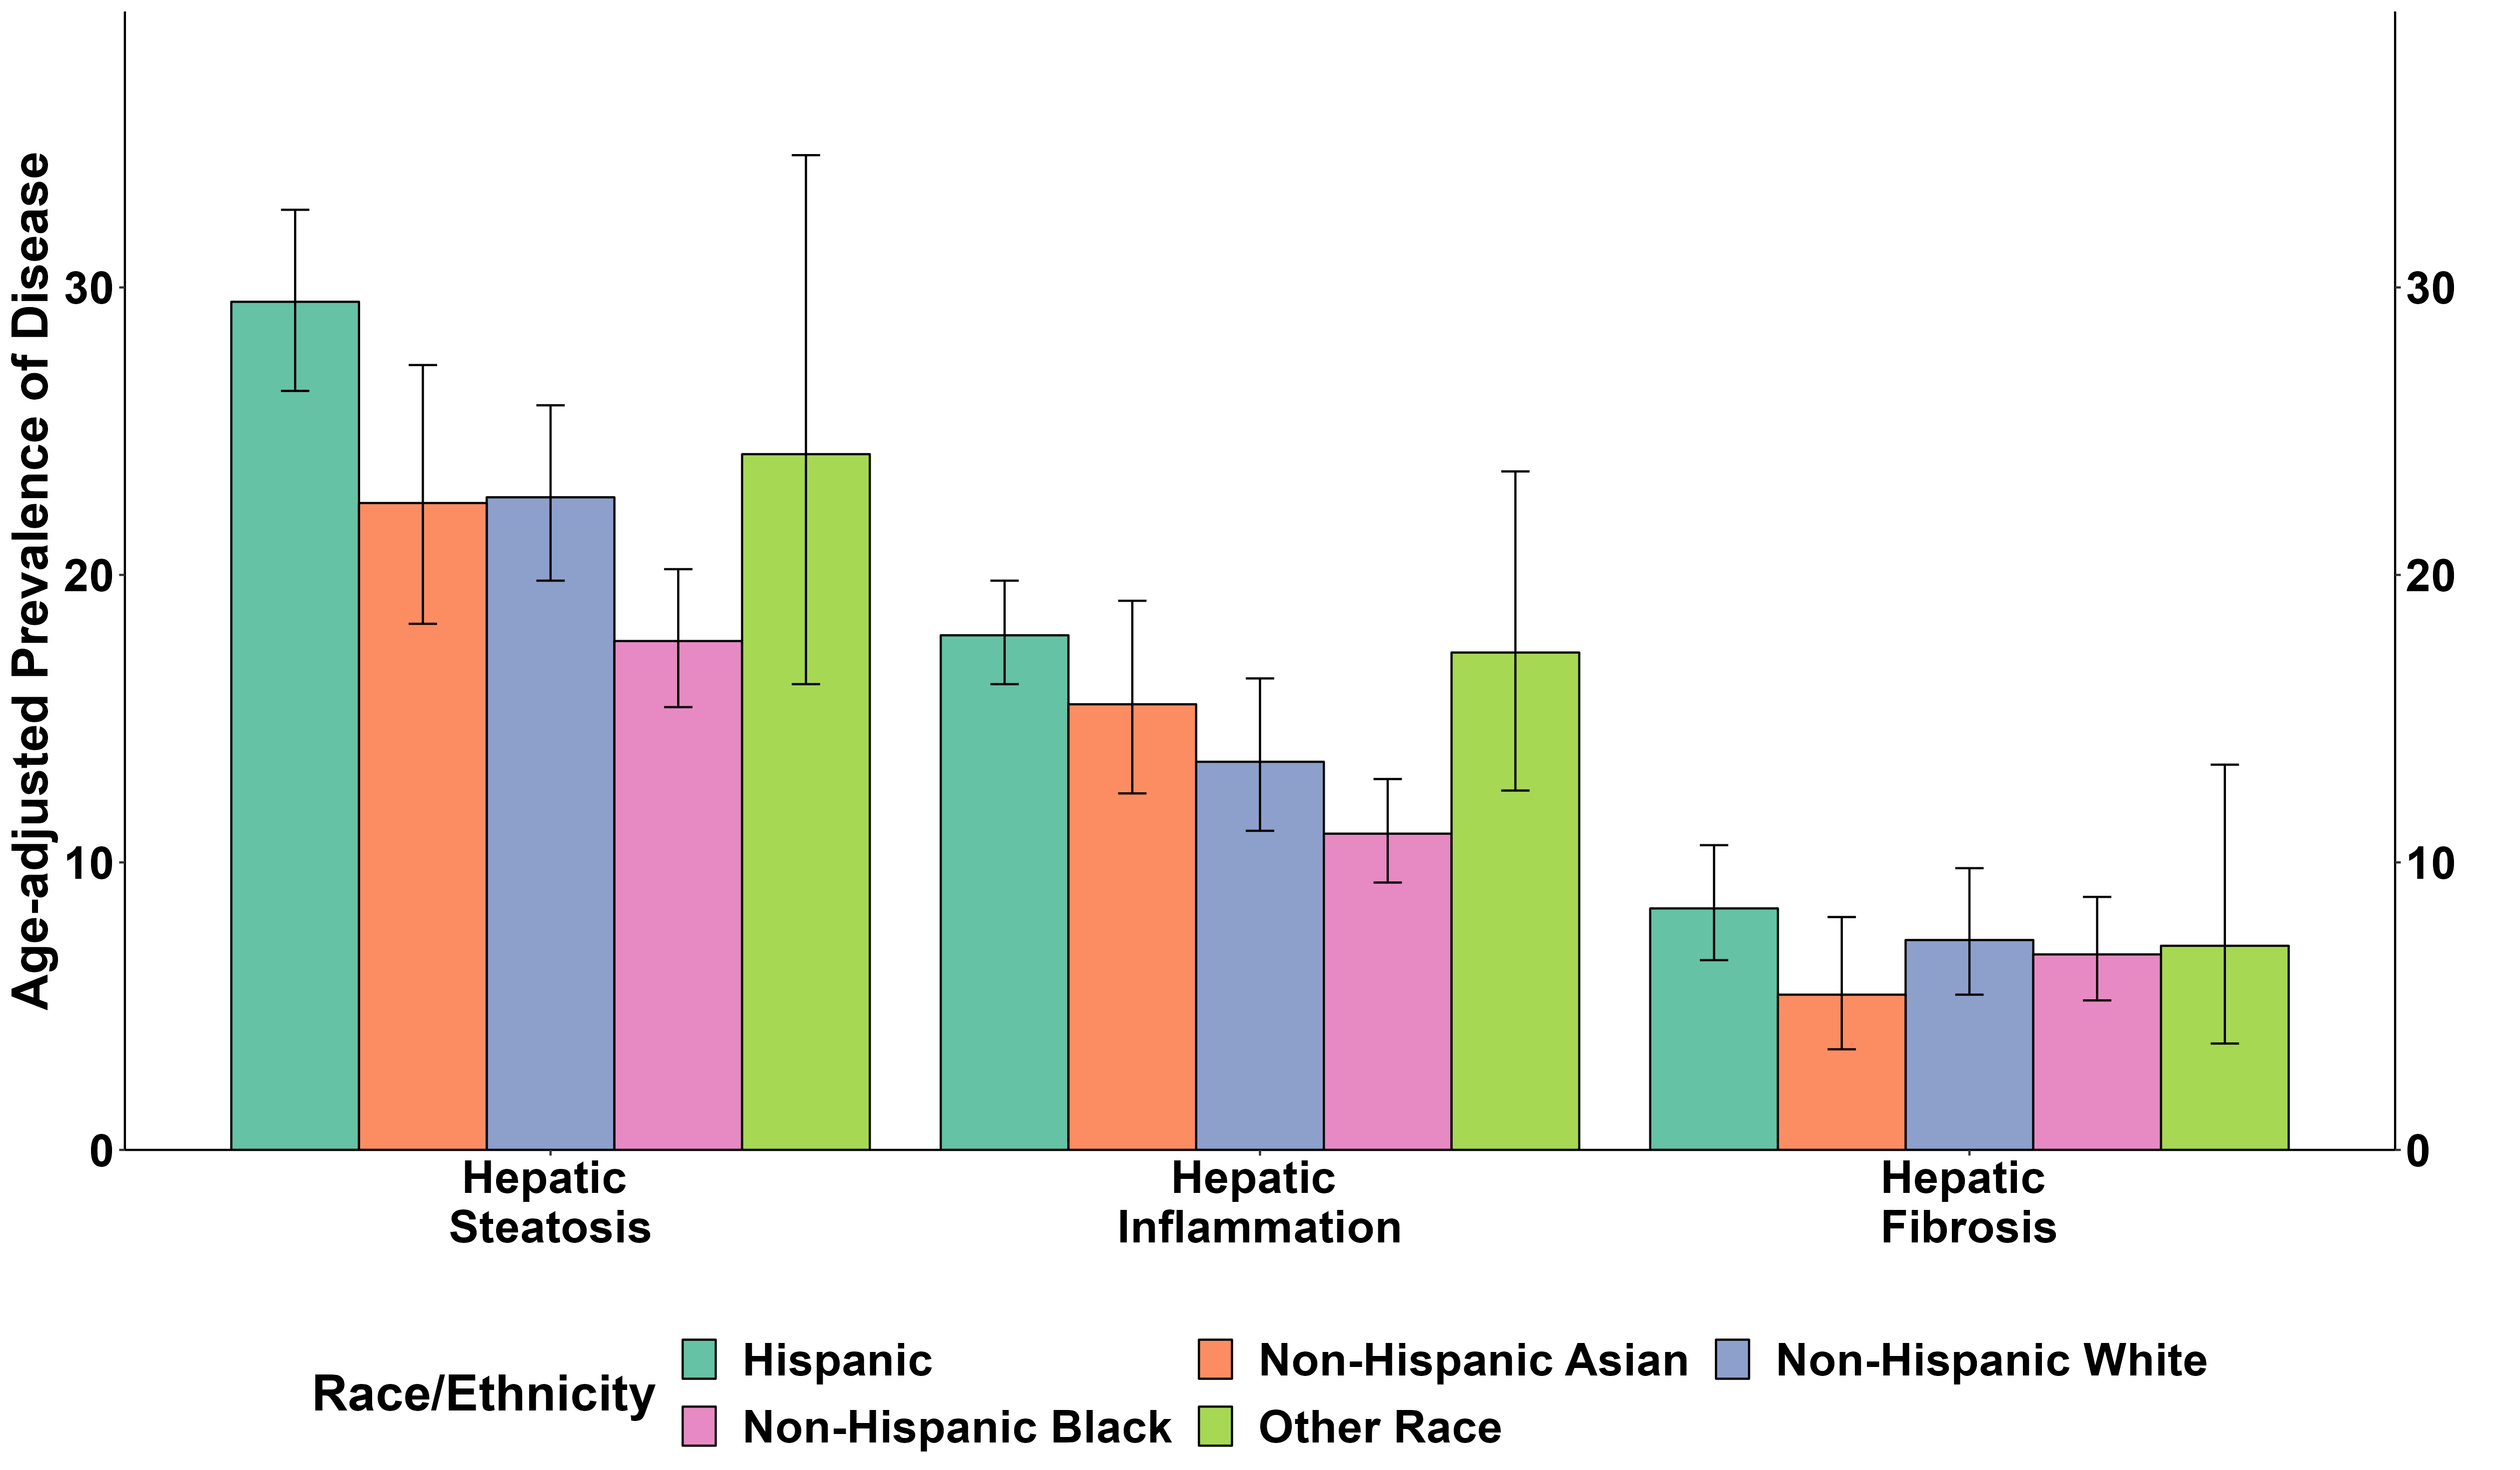 Age-adjusted Prevalence of Disease
30
20
10
0
30
20
10
0
Hepatic
Steatosis
Hepatic
Inflammation
Hepatic
Fibrosis
Race/Ethnicity
Hispanic
Non-Hispanic Asian
Non-Hispanic White
Non-Hispanic Black
Other Race